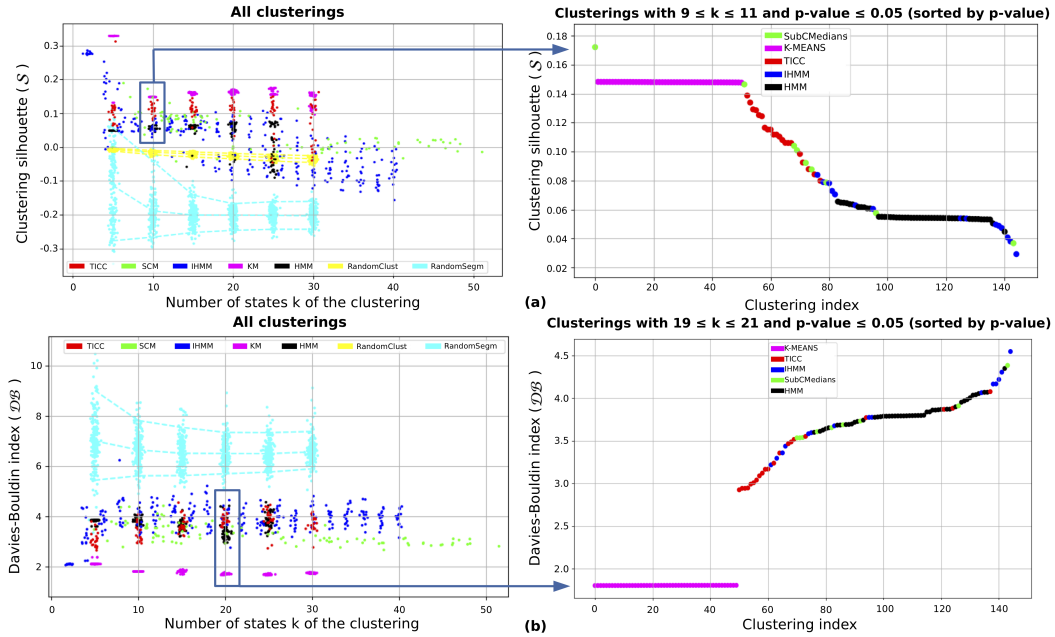 All clusterings
Clustering silhouette ( S )
0.3
0.2
0.1
0.0
-0.1
-0.2
-0.3
TICC SCM IHMM KM HMM RandomClust RandomSegm
0 10 20 30 40 50
Number of states k of the clustering
Clusterings with 9 ≤ k ≤ 11 and p-value ≤ 0.05 (sorted by p-value)
Clustering silhouette ( S )
0.18
0.16
0.14
0.12
0.10
0.08
0.06
0.04
0.02
SubCMedians
K-MEANS
TICC
IHMM
HMM
0 20 40 60 80 100 120 140
Clustering index
(a)
All clusterings
Davies-Bouldin index ( DB )
TICC SCM IHMM KM HMM RandomClust RandomSegm
10
8
6
4
2
0 10 20 30 40 50
Number of states k of the clustering
Clusterings with 19 ≤ k ≤ 21 and p-value ≤ 0.05 (sorted by p-value)
Davies-Bouldin index ( DB )
4.5
4.0
3.5
3.0
2.5
2.0
K-MEANS
TICC
IHMM
SubCMedians
HMM
0 20 40 60 80 100 120 140
Clustering index
(b)